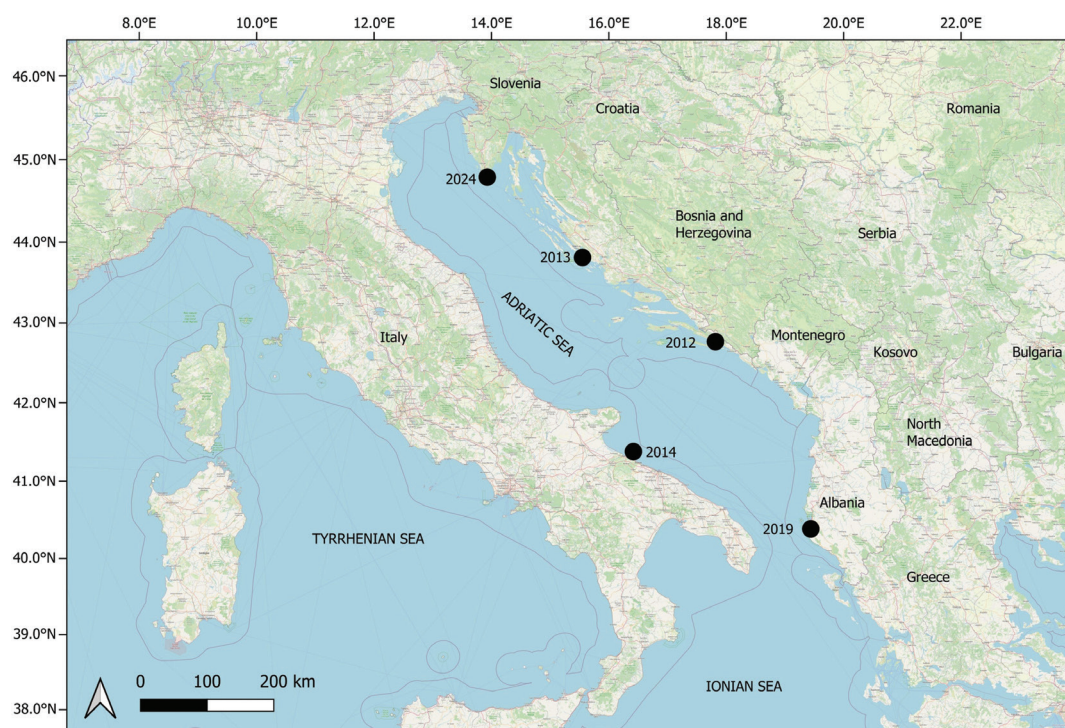 8.0°E 10.0°E 12.0°E 14.0°E 16.0°E 18.0°E 20.0°E 22.0°E
46.0°N
45.0°N
44.0°N
43.0°N
42.0°N
41.0°N
40.0°N
39.0°N
38.0°N
Slovenia
Croatia
Romania
2024
Bosnia and
Herzegovina
Serbia
2013
ADRIATIC SEA
Italy
2012
Montenegro
Kosovo
Bulgaria
North
Macedonia
2014
Albania
2019
TYRRHENIAN SEA
Greece
IONIAN SEA
0 100 200 km